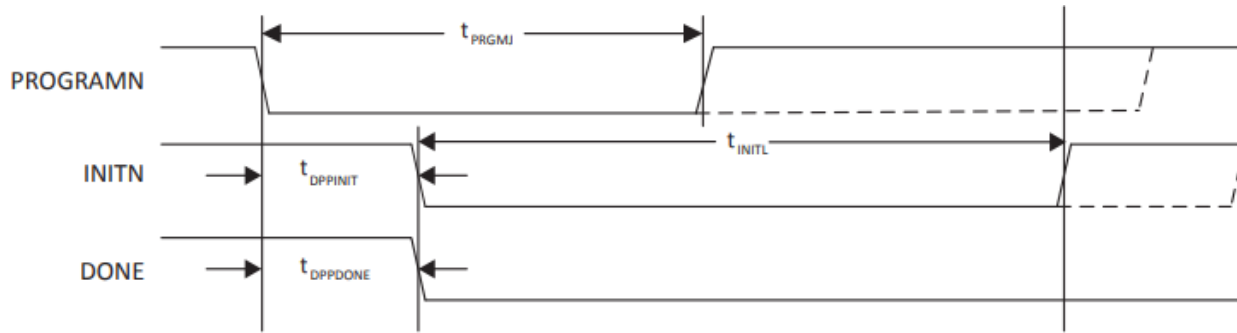 tPRGMJ
PROGRAMN
tINITL
INITN
tDPPINIT
DONE
tDPPDONE